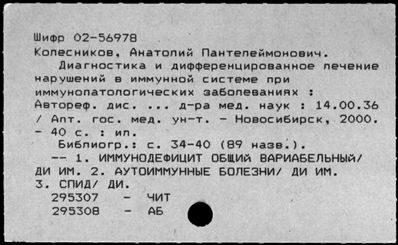 Шифр 02-56978
Колесников, Анатолий Пантелеймонович.
Диагностика и дифференцированное лечение
нарушений в иммунной системе при
иммунопатологических заболеваниях :
Автореф. дис. ... д-ра мед. наук : 14.00.36
/ Алт. гос. мед. ун-т. - Новосибирск, 2000.
- 40 с. : ил.
Библиогр.: с. 34-40 (89 назв.).
-- 1. ИММУНОДЕФИЦИТ ОБЩИЙ ВАРИАБЕЛЬНЫЙ/
ДИ ИМ. 2. АУТОИММУННЫЕ БОЛЕЗНИ/ ДИ ИМ.
3. СПИД/ ДИ.
295307 - ЧИТ
295308 - АБ